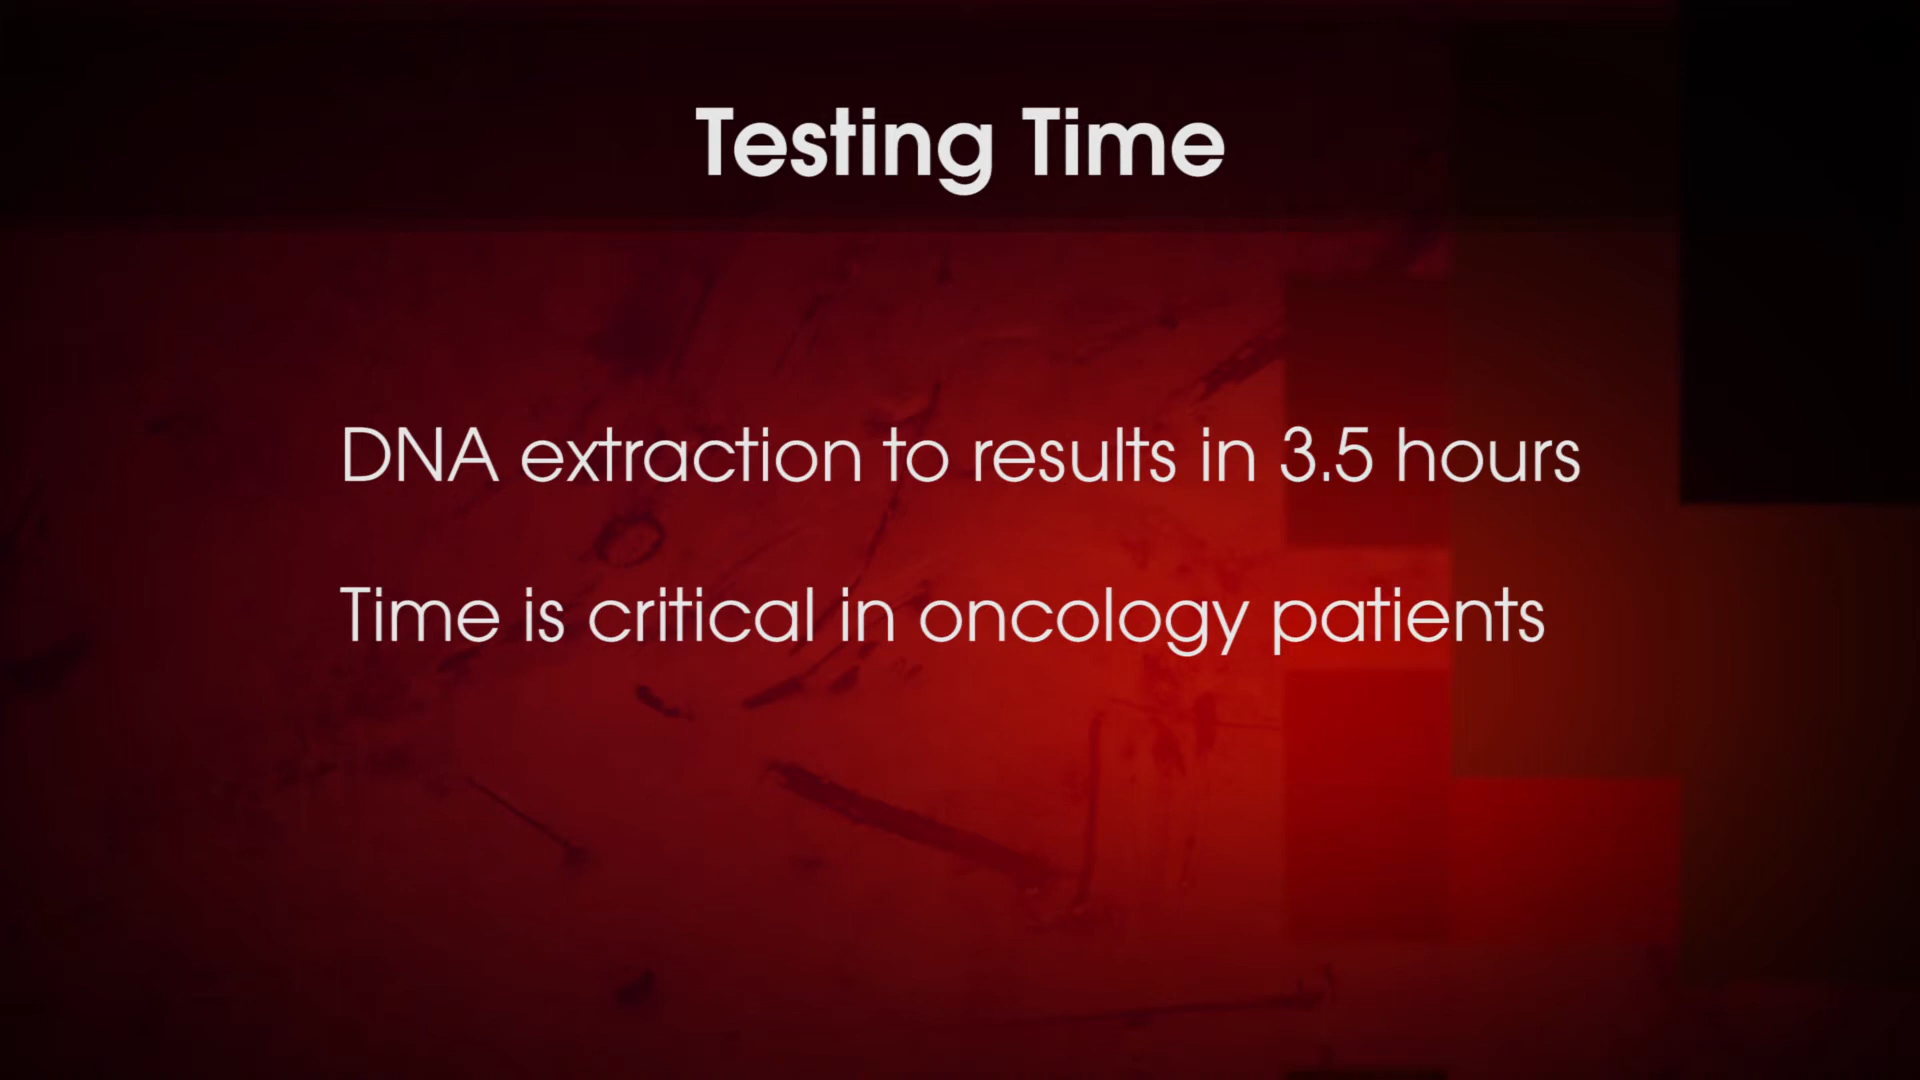 Testing Time
DNA extraction to results in 3.5 hours
Time is critical in oncology patients